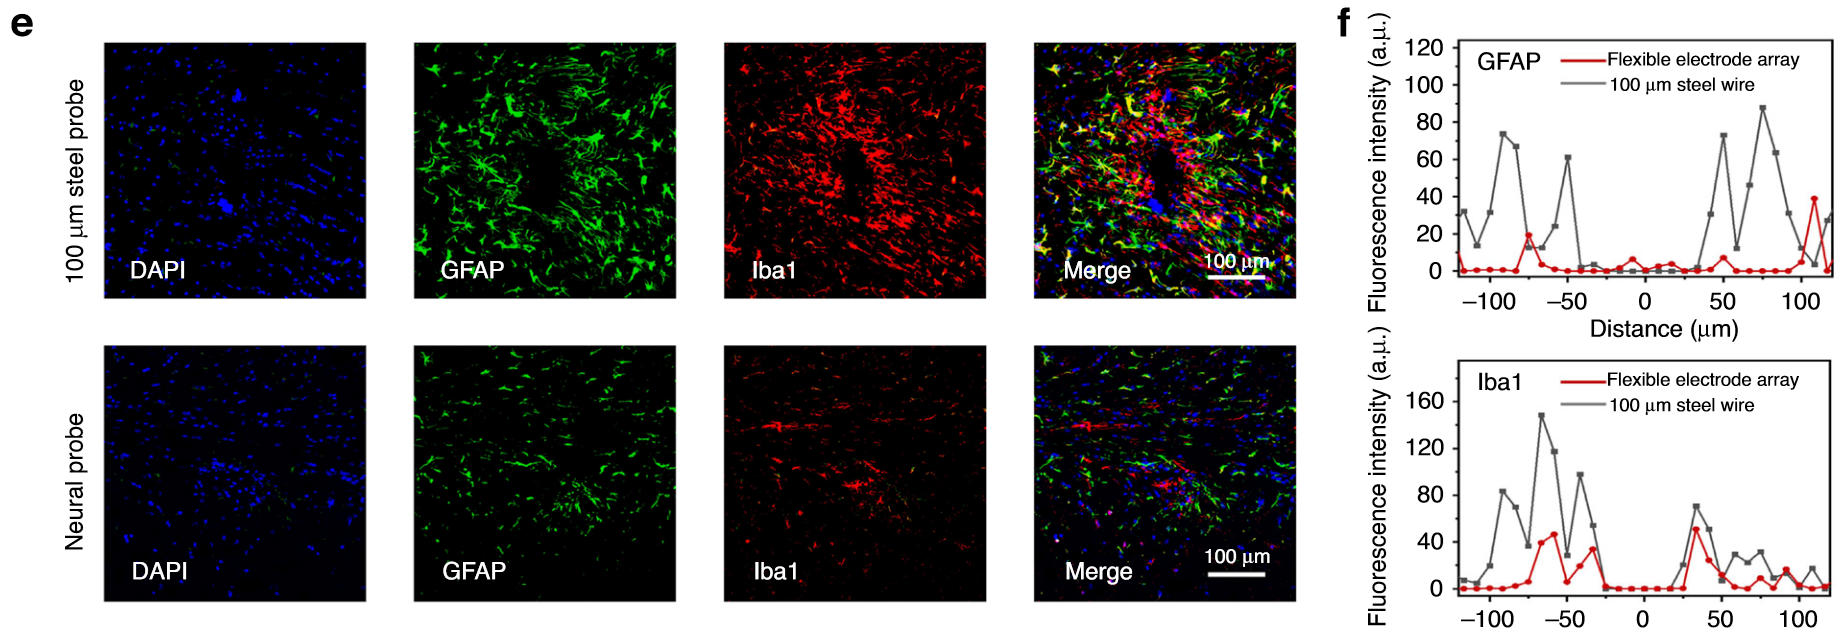 e
100 μm steel probe
DAPI
GFAP
Iba1
Merge
100 μm
Neural probe
DAPI
GFAP
Iba1
Merge
100 μm
f
Fluorescence intensity (a.μ.)
120
100
80
60
40
20
0
GFAP
Flexible electrode array
100 μm steel wire
−100
−50
0
50
100
Distance (μm)
Fluorescence intensity (a.μ.)
160
120
80
40
0
Iba1
Flexible electrode array
100 μm steel wire
−100
−50
0
50
100